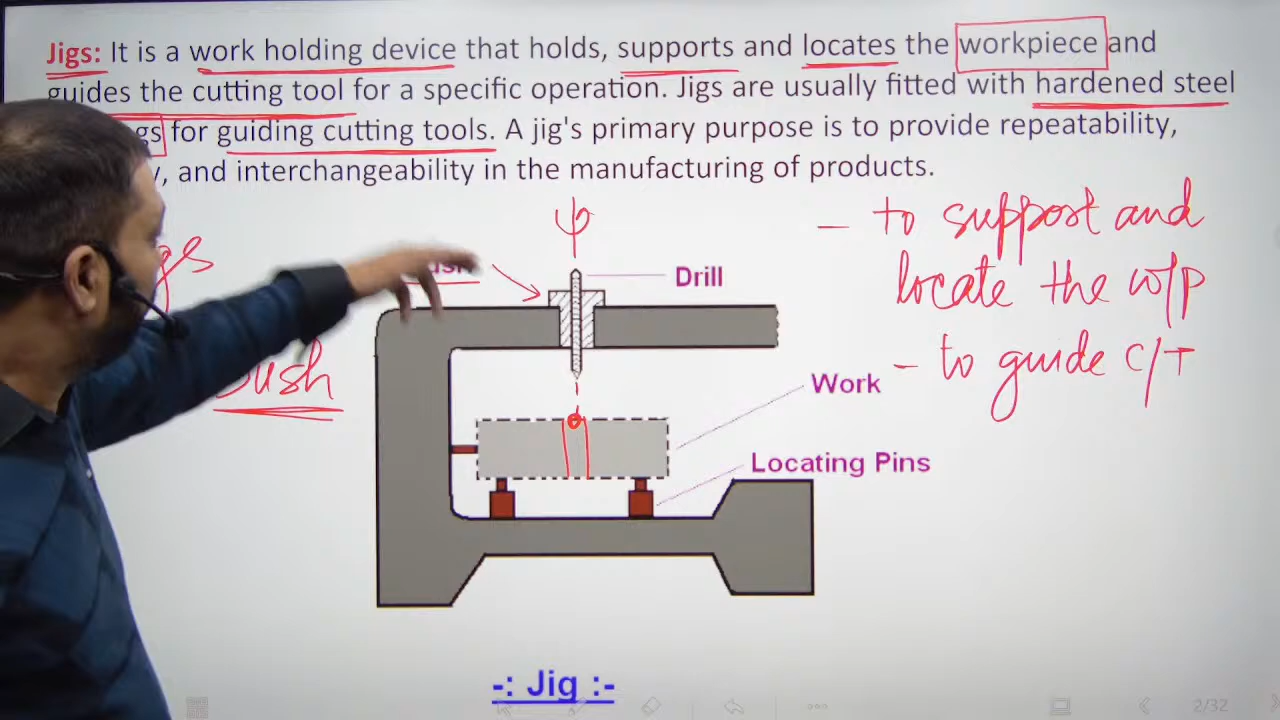 Jigs: It is a work holding device that holds, supports and locates the workpiece and
guides the cutting tool for a specific operation. Jigs are usually fitted with hardened steel
for guiding cutting tools. A jig's primary purpose is to provide repeatability,
and interchangeability in the manufacturing of products.
- to support and
locate the w/p
- to guide C/T
Drill
Bush
Work
Locating Pins
-: Jig :-
2/32